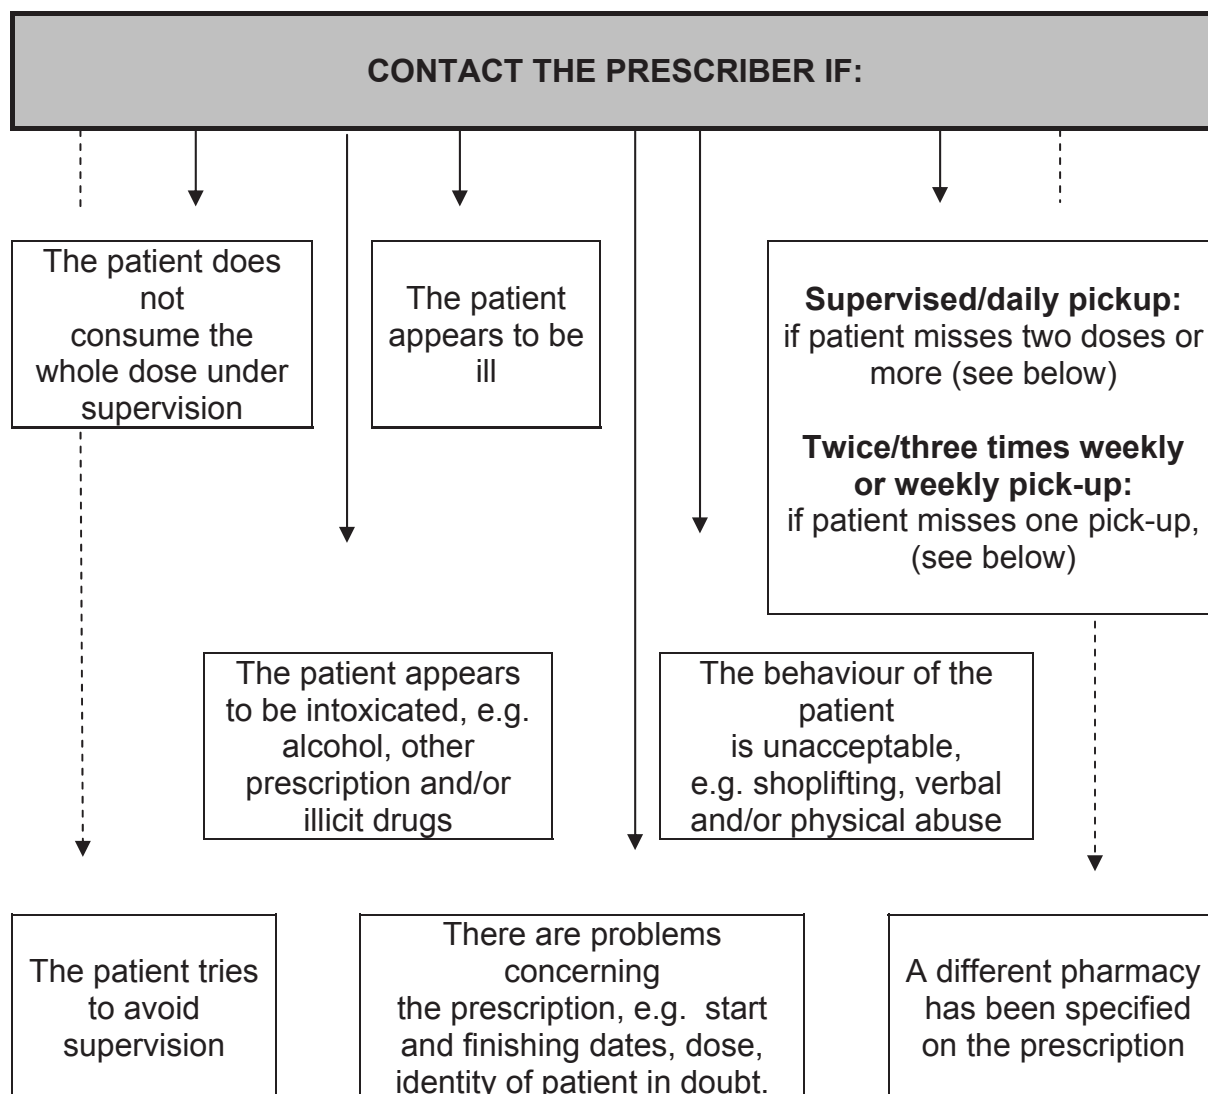 CONTACT THE PRESCRIBER IF:
The patient does
not
consume the
whole dose under
supervision
The patient
appears to be
ill
Supervised/daily pickup:
if patient misses two doses or
more (see below)
Twice/three times weekly
or weekly pick-up:
if patient misses one pick-up,
(see below)
The patient appears
to be intoxicated, e.g.
alcohol, other
prescription and/or
illicit drugs
The behaviour of the
patient
is unacceptable,
e.g. shoplifting, verbal
and/or physical abuse
The patient tries
to avoid
supervision
There are problems
concerning
the prescription, e.g. start
and finishing dates, dose,
identity of patient in doubt.
A different pharmacy
has been specified
on the prescription